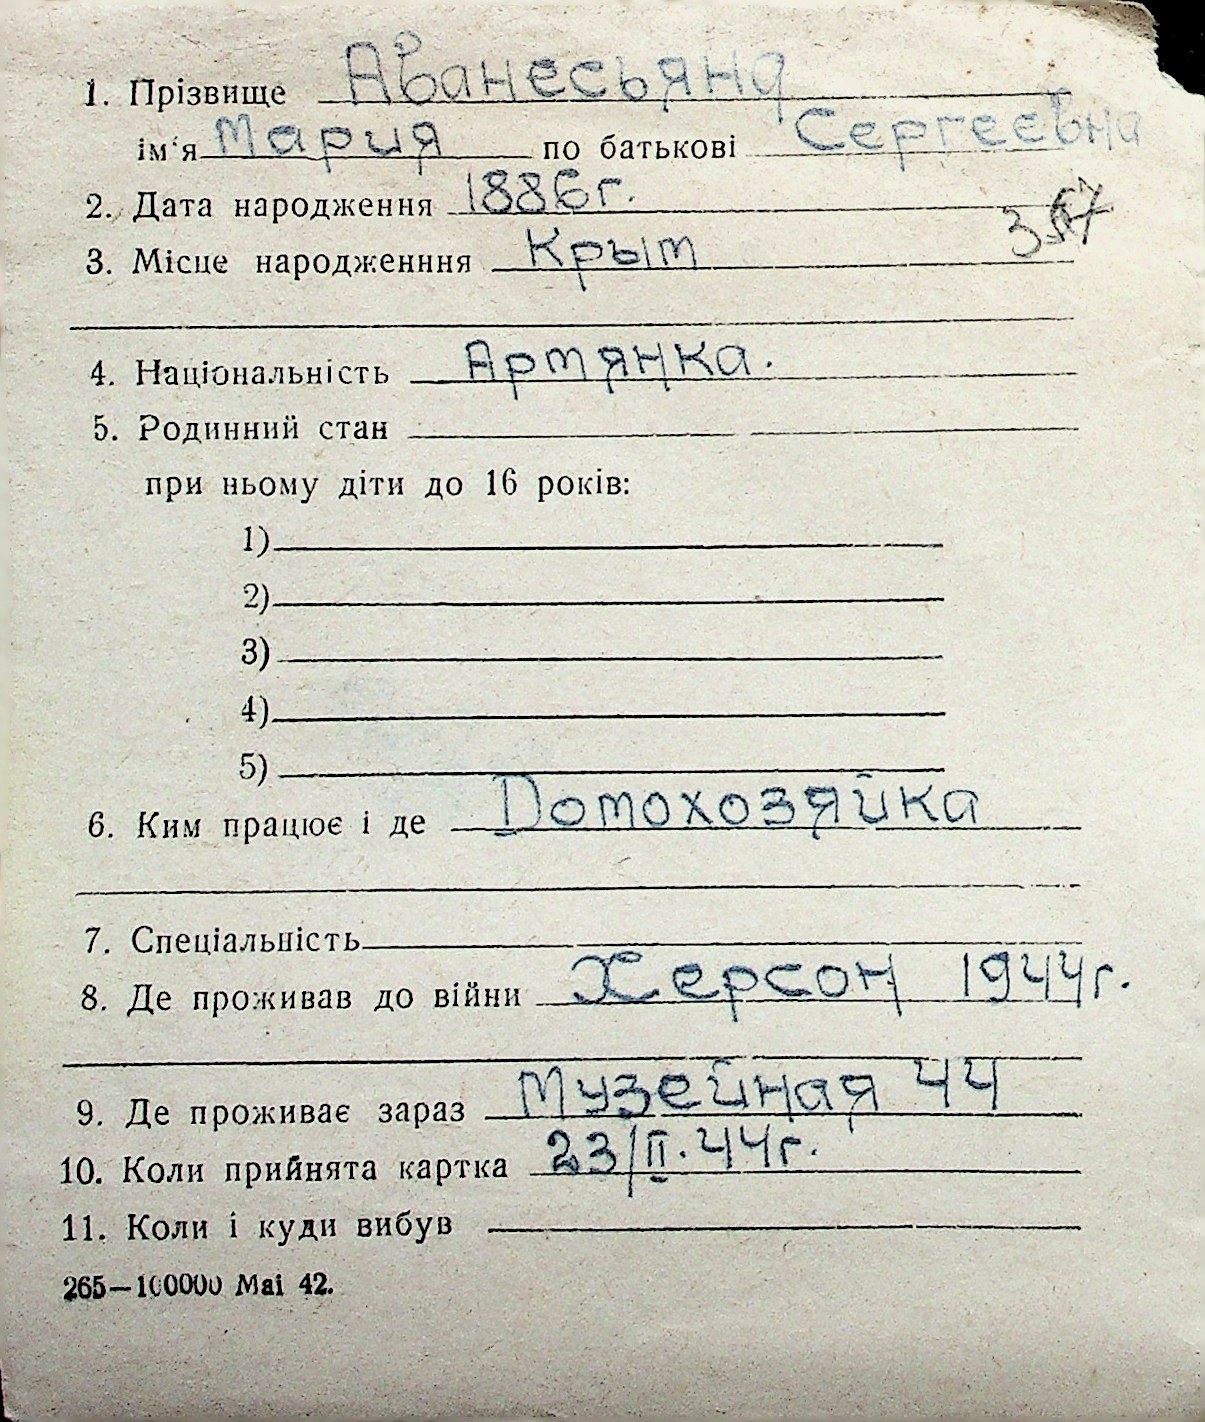 1. Прізвище Аванесьянд
ім'я Мария по батькові Сергеевна
2. Дата народження 1886г.
3. Місце народженння Крым
4. Національність Артянка.
5. Родинний стан
при ньому діти до 16 років:
1)
2)
3)
4)
5)
6. Ким працює і де Домохозяйка
7. Спеціальність
8. Де проживав до війни Херсон 1944г.
9. Де проживає зараз Музейная 44
10. Коли прийнята картка 23/II.44г.
11. Коли і куди вибув
265—100000 Mai 42.